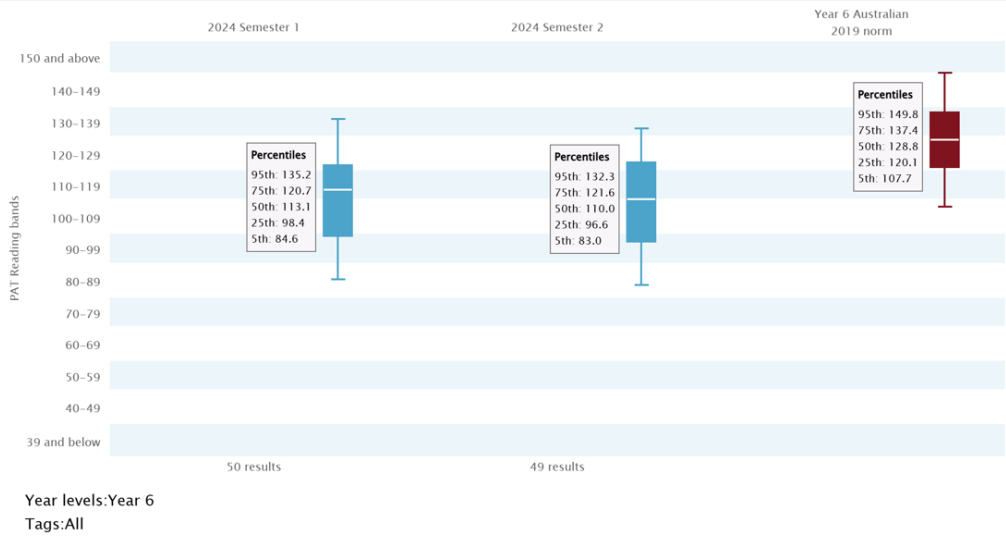 2024 Semester 1
2024 Semester 2
Year 6 Australian
2019 norm
PAT Reading bands
150 and above
140–149
130–139
120–129
110–119
100–109
90–99
80–89
70–79
60–69
50–59
40–49
39 and below
Percentiles
95th: 135.2
75th: 120.7
50th: 113.1
25th: 98.4
5th: 84.6
Percentiles
95th: 132.3
75th: 121.6
50th: 110.0
25th: 96.6
5th: 83.0
Percentiles
95th: 149.8
75th: 137.4
50th: 128.8
25th: 120.1
5th: 107.7
50 results
49 results
Year levels:Year 6
Tags:All